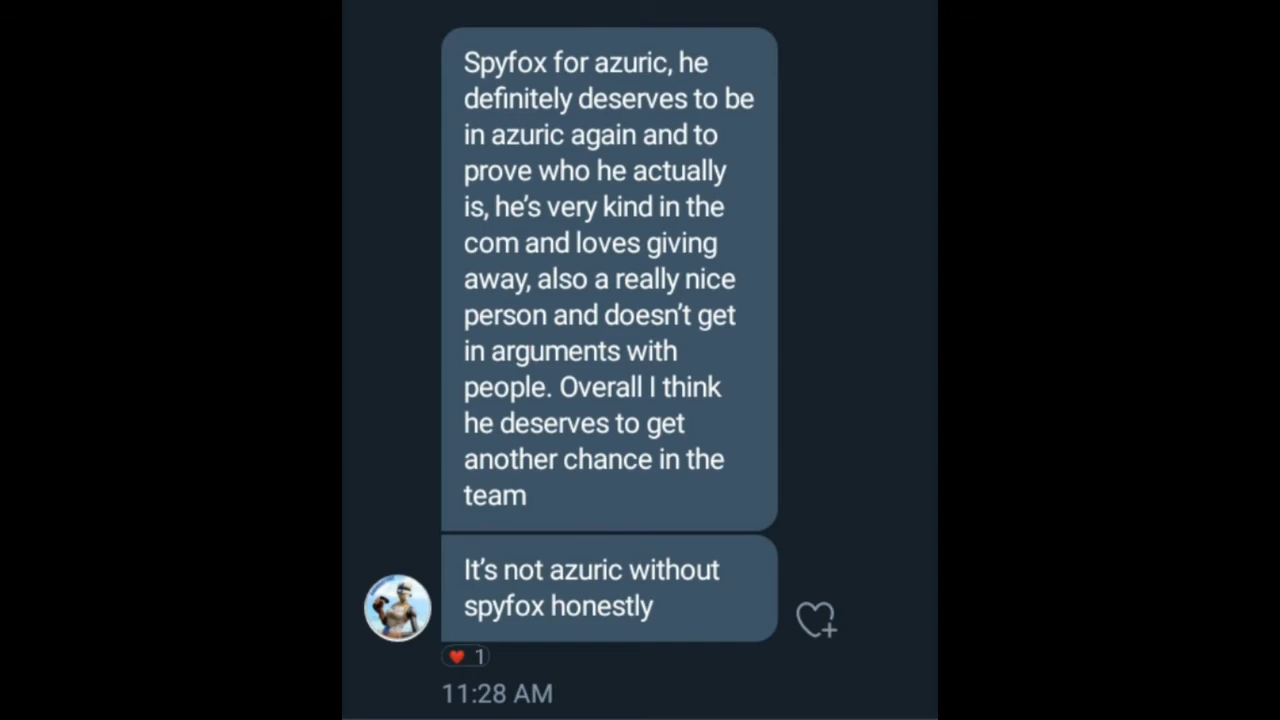 Spyfox for azuric, he
definitely deserves to be
in azuric again and to
prove who he actually
is, he’s very kind in the
com and loves giving
away, also a really nice
person and doesn’t get
in arguments with
people. Overall I think
he deserves to get
another chance in the
team
It’s not azuric without
spyfox honestly
1
11:28 AM